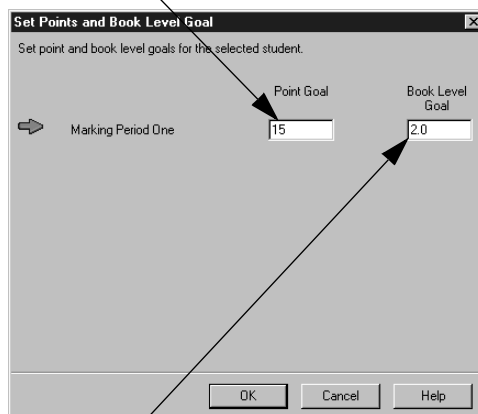 Set Points and Book Level Goal
Set point and book level goals for the selected student.
Point Goal
Book Level
Goal
Marking Period One
15
2.0
OK
Cancel
Help